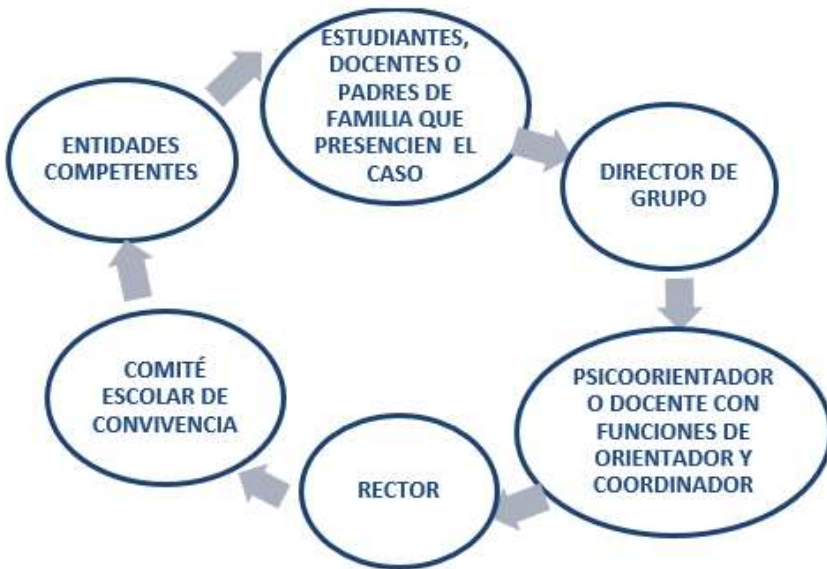 ESTUDIANTES,
DOCENTES O
PADRES DE
FAMILIA QUE
PRESENCIEN EL
CASO
DIRECTOR DE
GRUPO
PSICOORIENTADOR
O DOCENTE CON
FUNCIONES DE
ORIENTADOR Y
COORDINADOR
RECTOR
COMITÉ
ESCOLAR DE
CONVIVENCIA
ENTIDADES
COMPETENTES